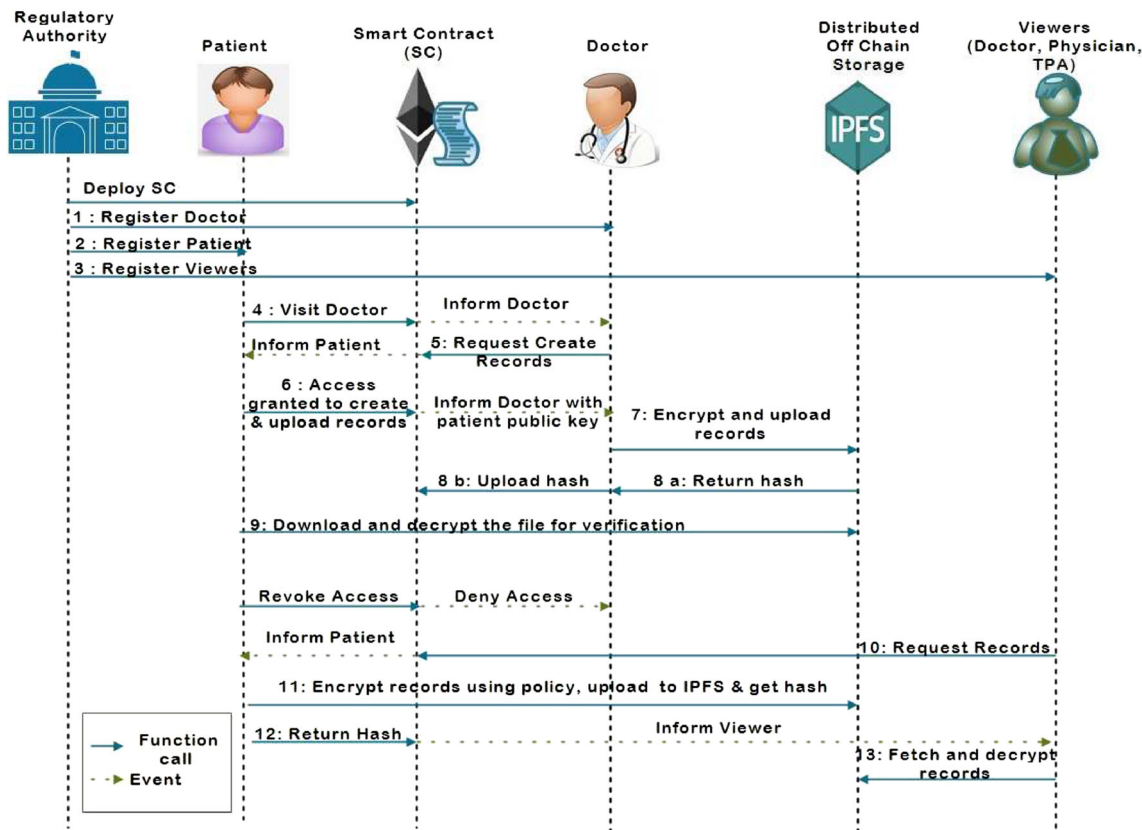 Regulatory
Authority
Patient
Smart Contract
(SC)
Doctor
Distributed
Off Chain
Storage
Viewers
(Doctor, Physician,
TPA)
IPFS
Deploy SC
1 : Register Doctor
2 : Register Patient
3 : Register Viewers
4 : Visit Doctor
Inform Doctor
Inform Patient
5: Request Create
Records
6 : Access
granted to create
& upload records
Inform Doctor with
patient public key
7: Encrypt and upload
records
8 b: Upload hash
8 a: Return hash
9: Download and decrypt the file for verification
Revoke Access
Deny Access
Inform Patient
10: Request Records
11: Encrypt records using policy, upload to IPFS & get hash
12: Return Hash
Inform Viewer
13: Fetch and decrypt
records
Function
call
Event